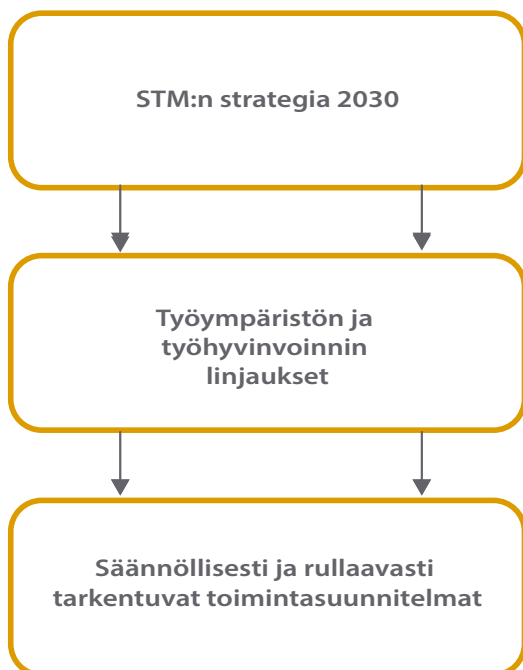 STM:n strategia 2030
Työympäristön ja
työhyvinvoinnin
linjaukset
Säännöllisesti ja rullaavasti
tarkentuvat toimintasuunnitelmat